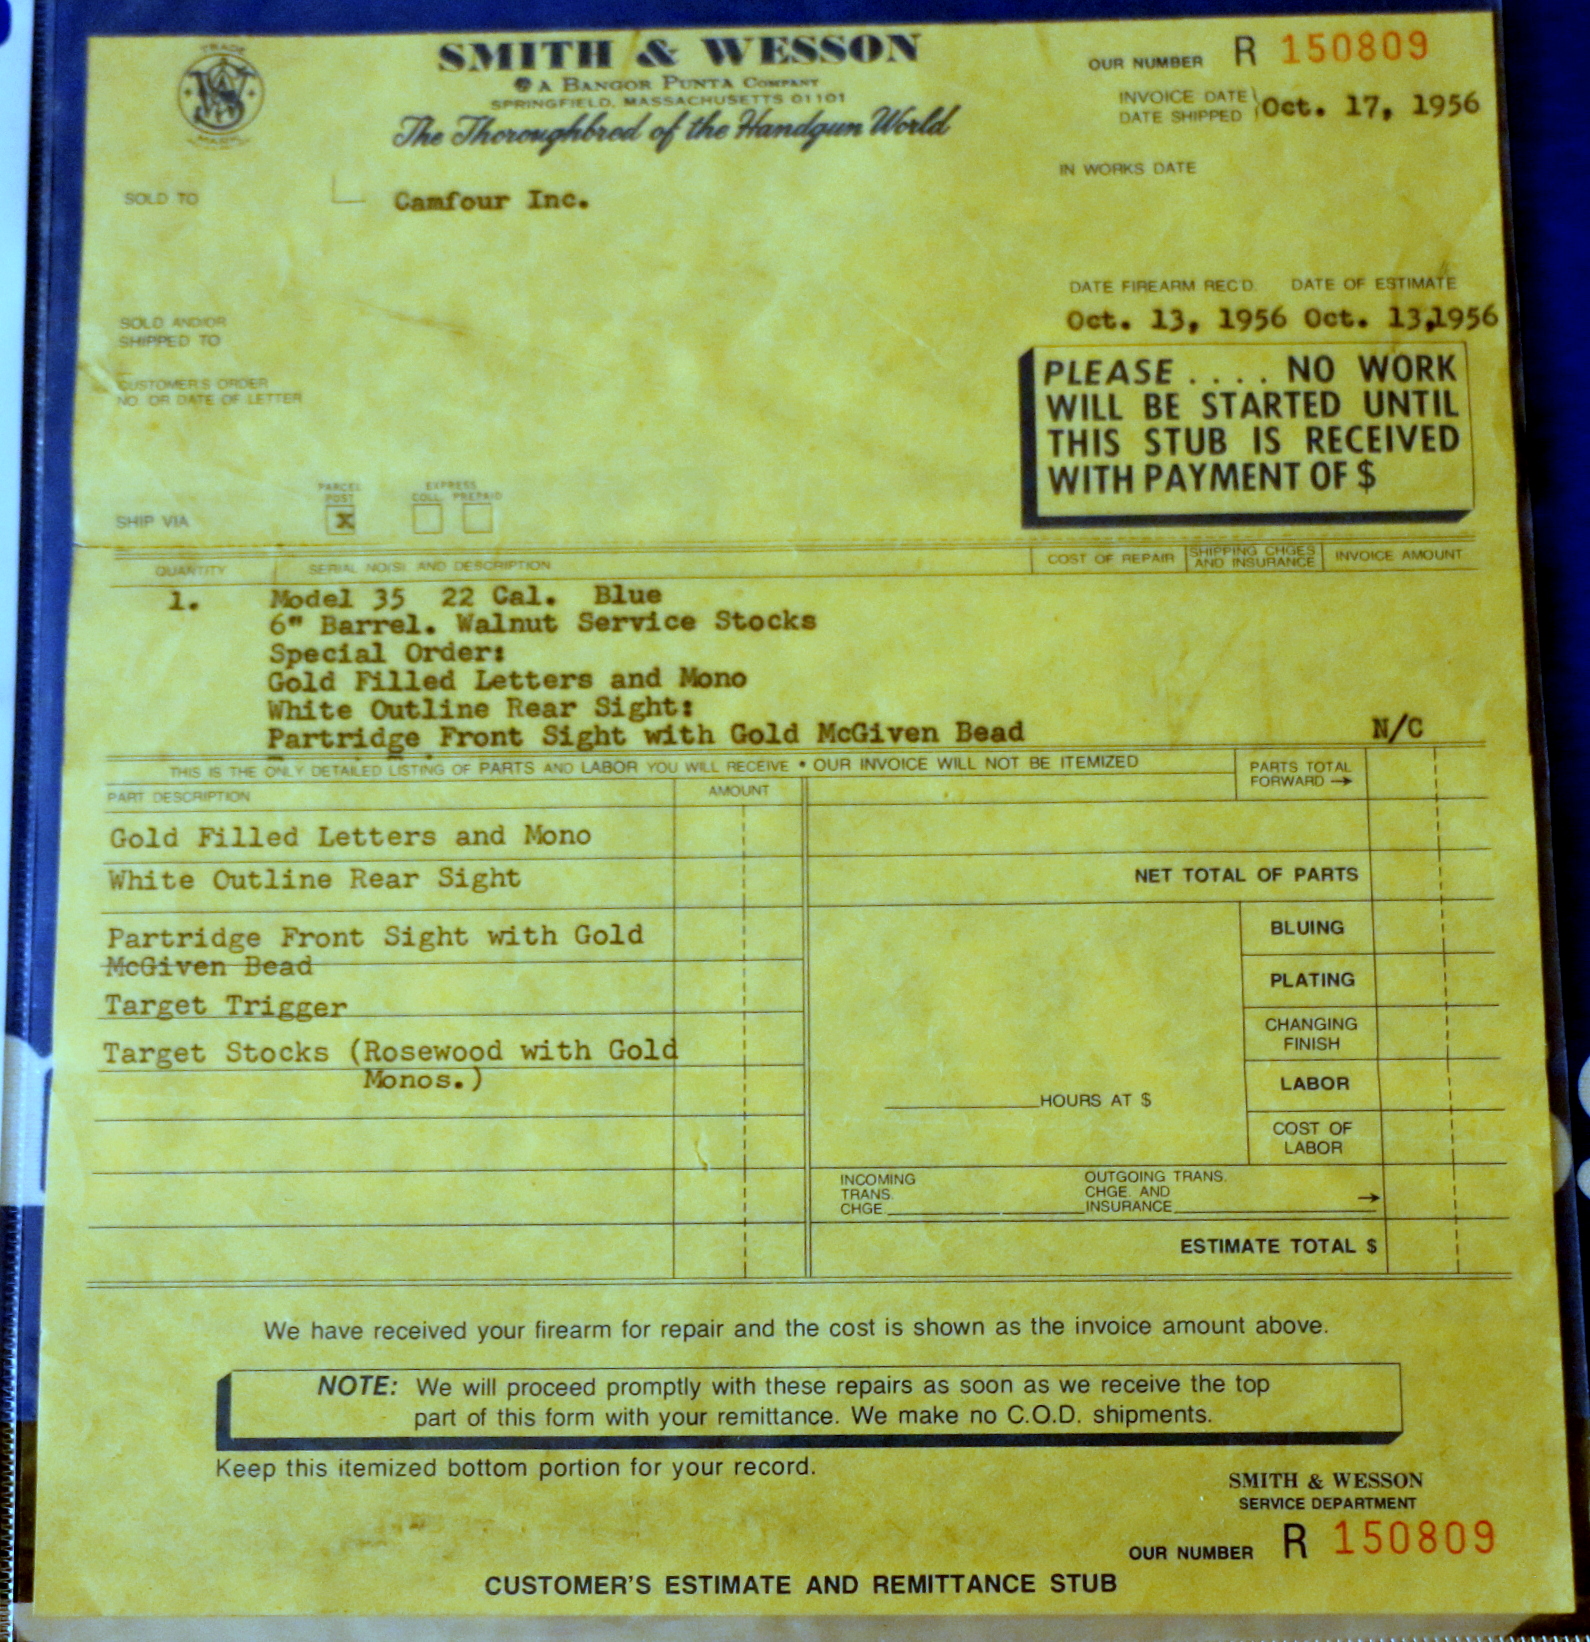 TRADE
SW
MARK
SMITH & WESSON
A BANGOR PUNTA COMPANY
SPRINGFIELD, MASSACHUSETTS 01101
The Thoroughbred of the Handgun World
OUR NUMBER R 150809
INVOICE DATE
DATE SHIPPED Oct. 17, 1956
IN WORKS DATE
SOLD TO Camfour Inc.
DATE FIREARM REC'D. DATE OF ESTIMATE
Oct. 13, 1956 Oct. 13,1956
SOLD AND/OR
SHIPPED TO
CUSTOMER'S ORDER
NO. OR DATE OF LETTER
PLEASE .... NO WORK
WILL BE STARTED UNTIL
THIS STUB IS RECEIVED
WITH PAYMENT OF $
PARCEL POST EXPRESS
COLL. PREPAID
SHIP VIA X
QUANTITY SERIAL NO(S). AND DESCRIPTION COST OF REPAIR SHIPPING CHGES AND INSURANCE INVOICE AMOUNT
1. Model 35 22 Cal. Blue
6" Barrel. Walnut Service Stocks
Special Order:
Gold Filled Letters and Mono
White Outline Rear Sight:
Partridge Front Sight with Gold McGiven Bead N/C
THIS IS THE ONLY DETAILED LISTING OF PARTS AND LABOR YOU WILL RECEIVE • OUR INVOICE WILL NOT BE ITEMIZED
PARTS TOTAL
FORWARD →
PART DESCRIPTION AMOUNT
Gold Filled Letters and Mono
White Outline Rear Sight
NET TOTAL OF PARTS
Partridge Front Sight with Gold
McGiven Bead
Target Trigger
Target Stocks (Rosewood with Gold
Monos.)
BLUING
PLATING
CHANGING
FINISH
LABOR
HOURS AT $
COST OF
LABOR
INCOMING
TRANS.
CHGE.
OUTGOING TRANS.
CHGE. AND
INSURANCE →
ESTIMATE TOTAL $
We have received your firearm for repair and the cost is shown as the invoice amount above.
NOTE: We will proceed promptly with these repairs as soon as we receive the top
part of this form with your remittance. We make no C.O.D. shipments.
Keep this itemized bottom portion for your record.
SMITH & WESSON
SERVICE DEPARTMENT
OUR NUMBER R 150809
CUSTOMER'S ESTIMATE AND REMITTANCE STUB